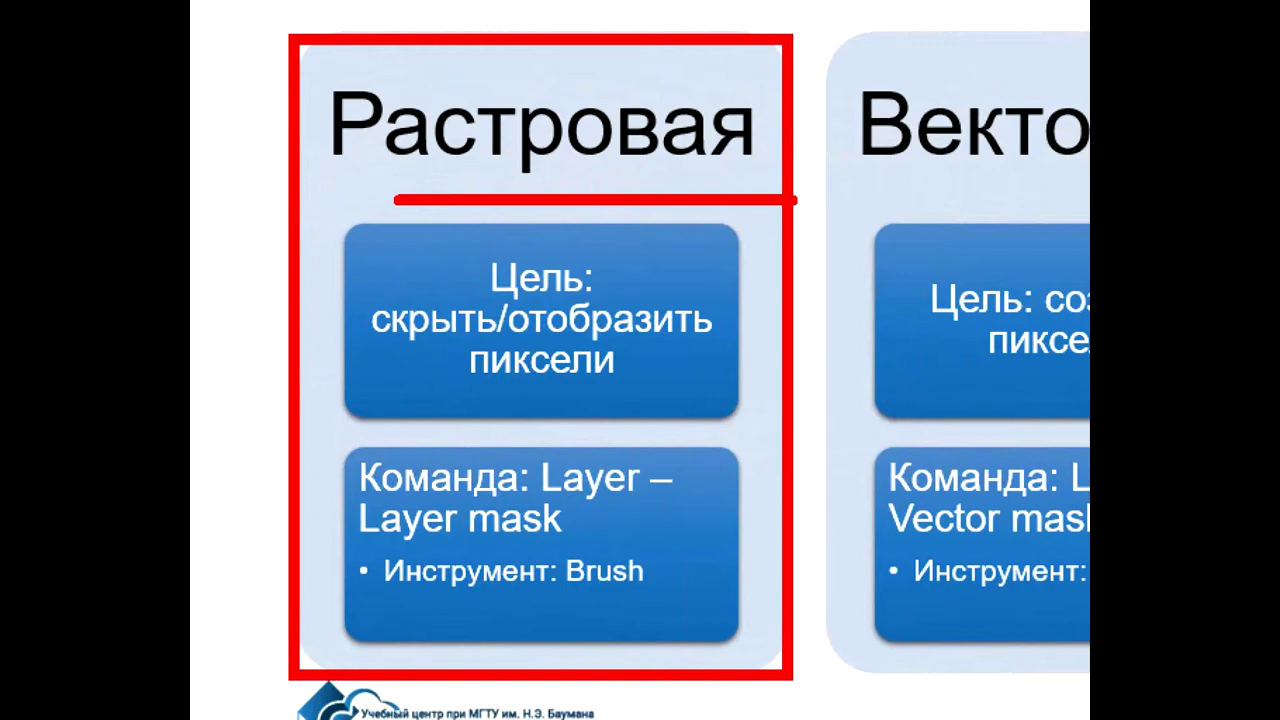 Растровая
Цель:
скрыть/отобразить
пиксели
Команда: Layer –
Layer mask
• Инструмент: Brush
Векто
Цель: со
пиксе
Команда: L
Vector mas
• Инструмент:
Учебный центр при МГТУ им. Н.Э. Баумана